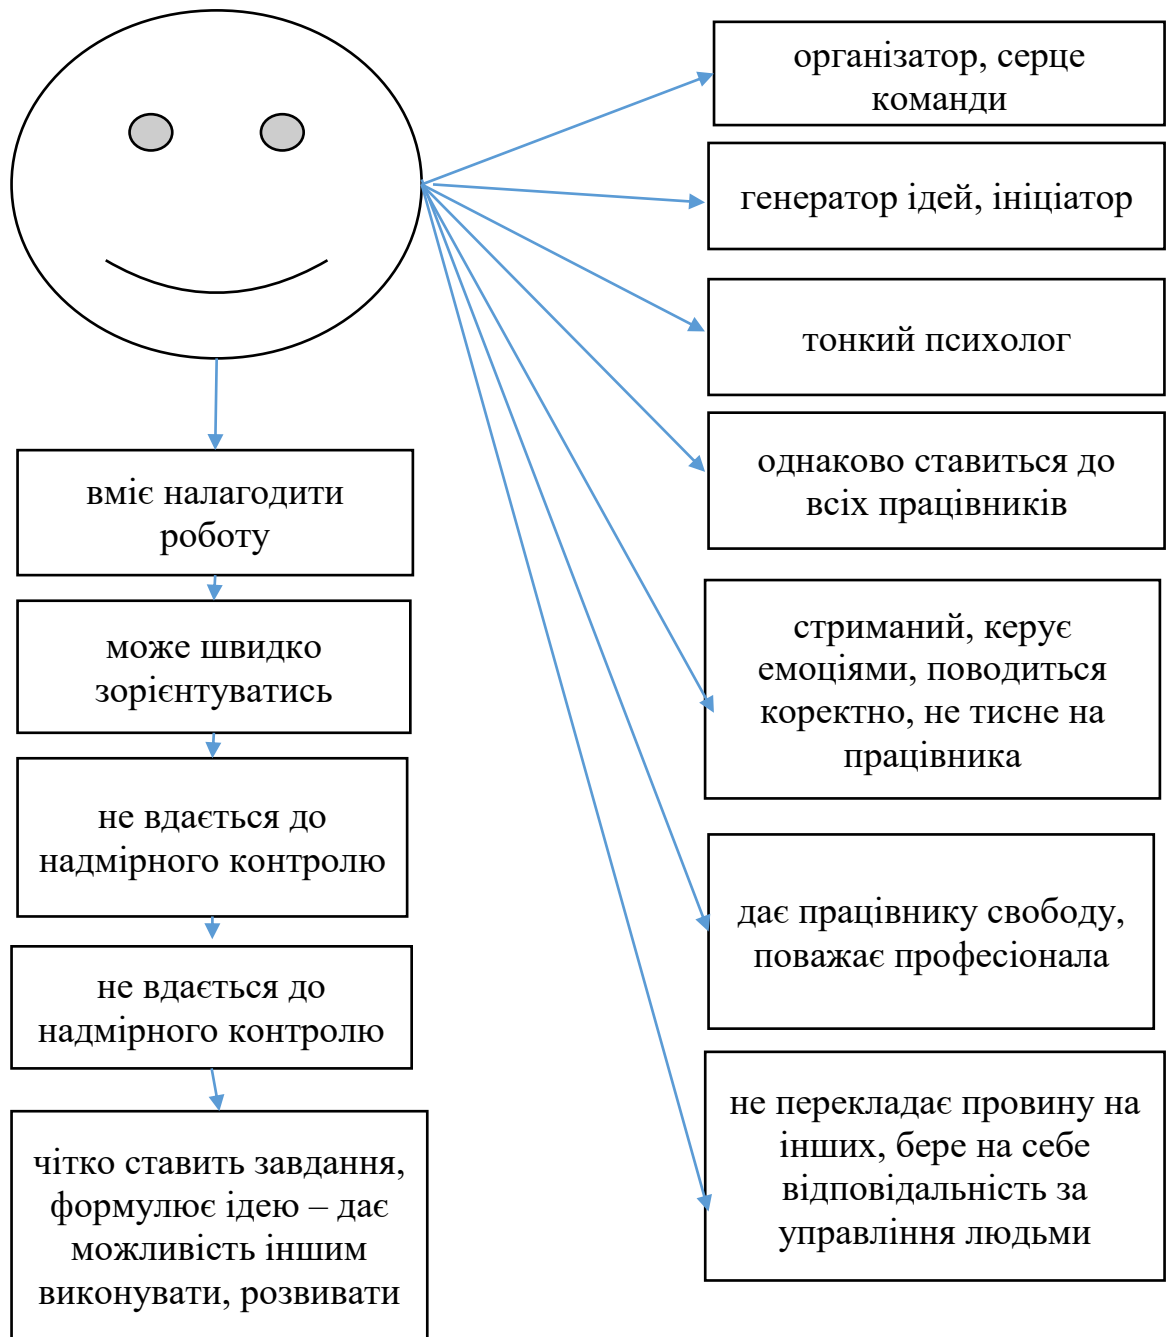 організатор, серце
команди
генератор ідей, ініціатор
тонкий психолог
однаково ставиться до
всіх працівників
стриманий, керує
емоціями, поводиться
коректно, не тисне на
працівника
дає працівнику свободу,
поважає професіонала
не перекладає провину на
інших, бере на себе
відповідальність за
управління людьми
вміє налагодити
роботу
може швидко
зорієнтуватись
не вдається до
надмірного контролю
не вдається до
надмірного контролю
чітко ставить завдання,
формулює ідею – дає
можливість іншим
виконувати, розвивати